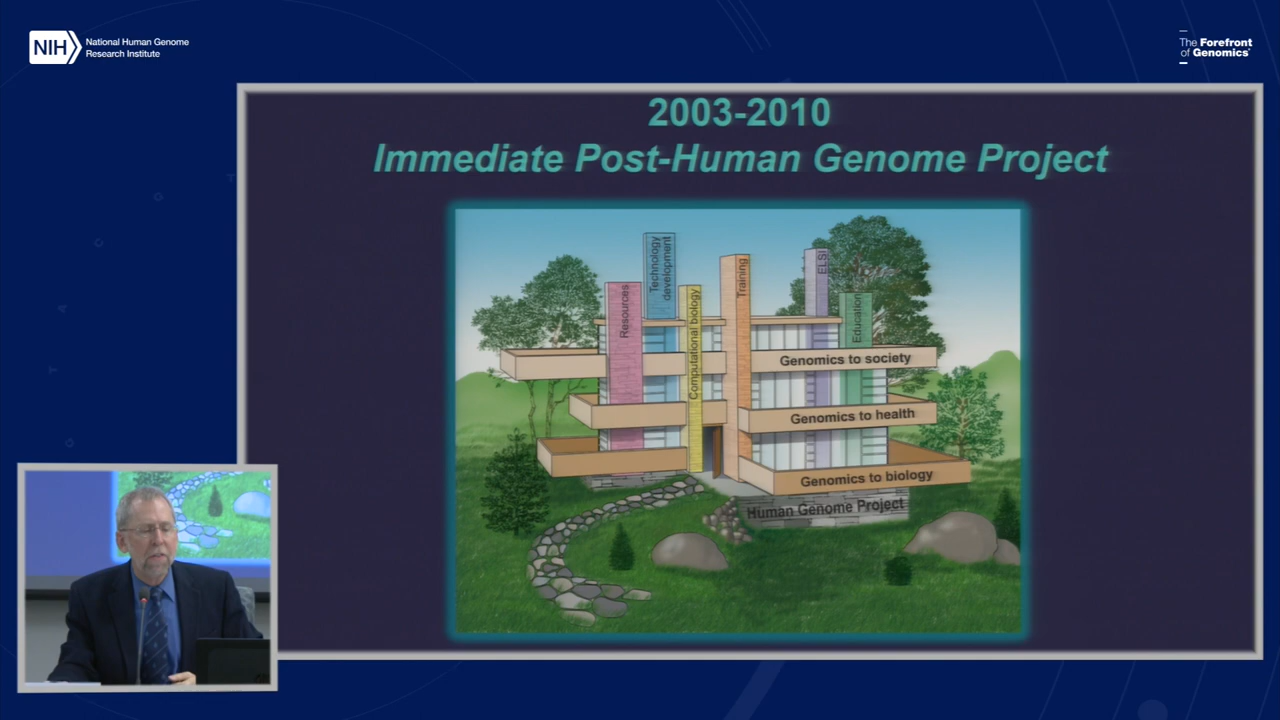 NIH
National Human Genome
Research Institute
The Forefront
of Genomics®
2003-2010
Immediate Post-Human Genome Project
Resources
Technology
development
Computational biology
Training
ELSI
Education
Genomics to society
Genomics to health
Genomics to biology
Human Genome Project